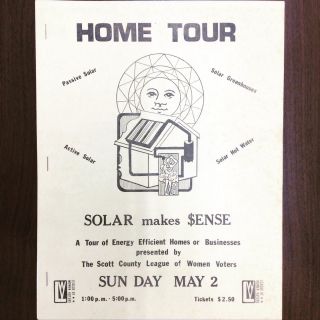 HOME TOUR
Passive Solar
Solar Greenhouses
Active Solar
Solar Hot Water
SOLAR makes $ENSE
A Tour of Energy Efficient Homes or Businesses
presented by
The Scott County League of Women Voters
SUN DAY MAY 2
1:00 p.m. - 5:00 p.m.
Tickets $2.50